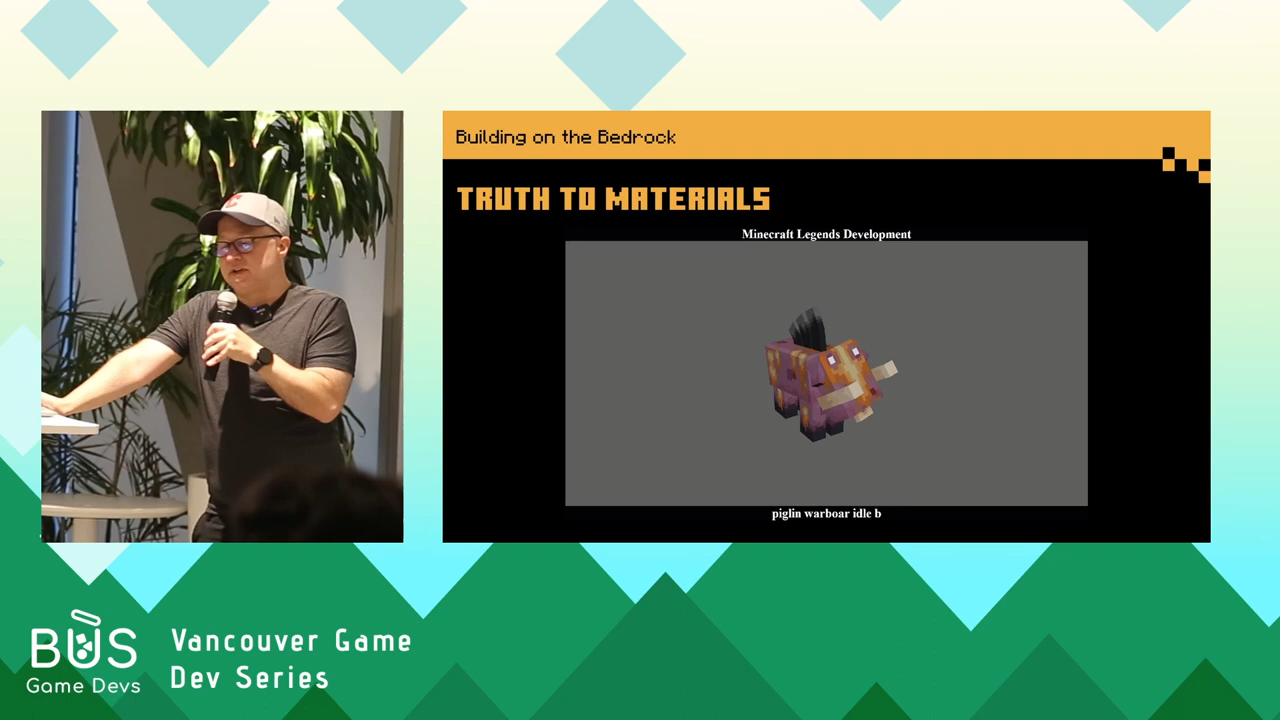 Building on the Bedrock
TRUTH TO MATERIALS
Minecraft Legends Development
piglin warboar idle b
BUS
Game Devs
Vancouver Game
Dev Series